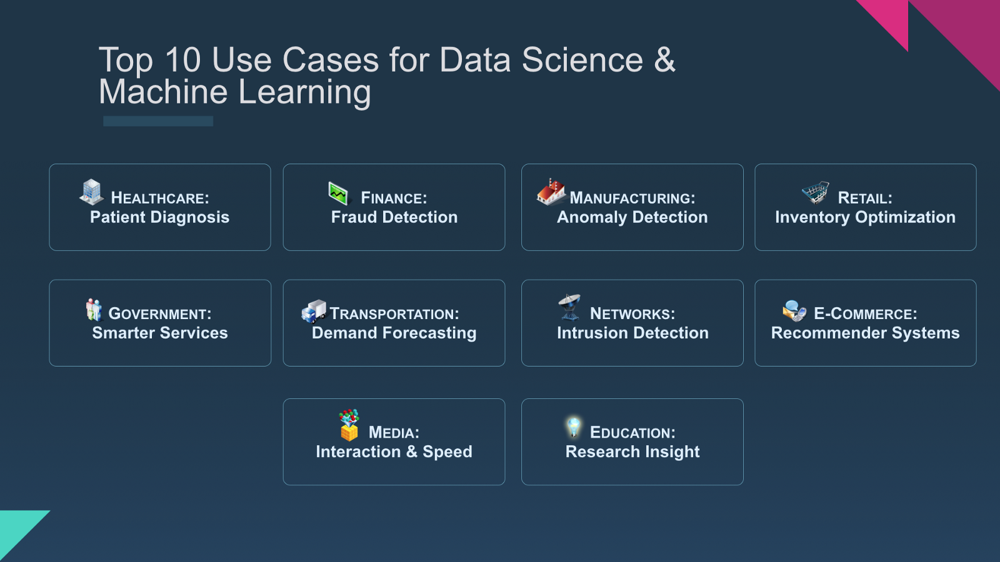 Top 10 Use Cases for Data Science &
Machine Learning
HEALTHCARE:
Patient Diagnosis
FINANCE:
Fraud Detection
MANUFACTURING:
Anomaly Detection
RETAIL:
Inventory Optimization
GOVERNMENT:
Smarter Services
TRANSPORTATION:
Demand Forecasting
NETWORKS:
Intrusion Detection
E-COMMERCE:
Recommender Systems
MEDIA:
Interaction & Speed
EDUCATION:
Research Insight